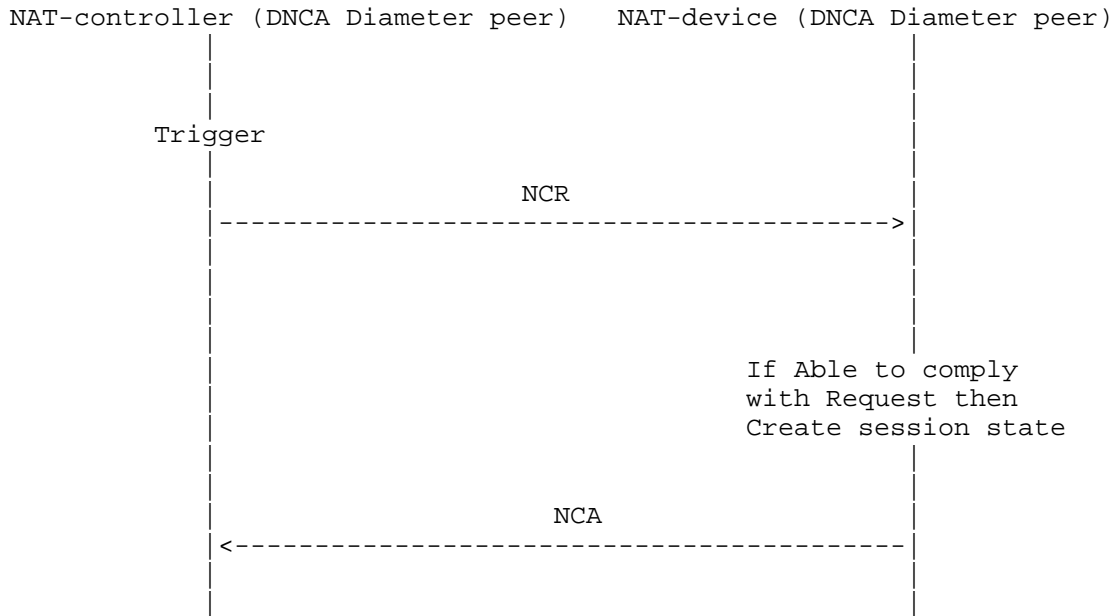 NAT-controller (DNCA Diameter peer)   NAT-device (DNCA Diameter peer)
Trigger
NCR
If Able to comply
with Request then
Create session state
NCA